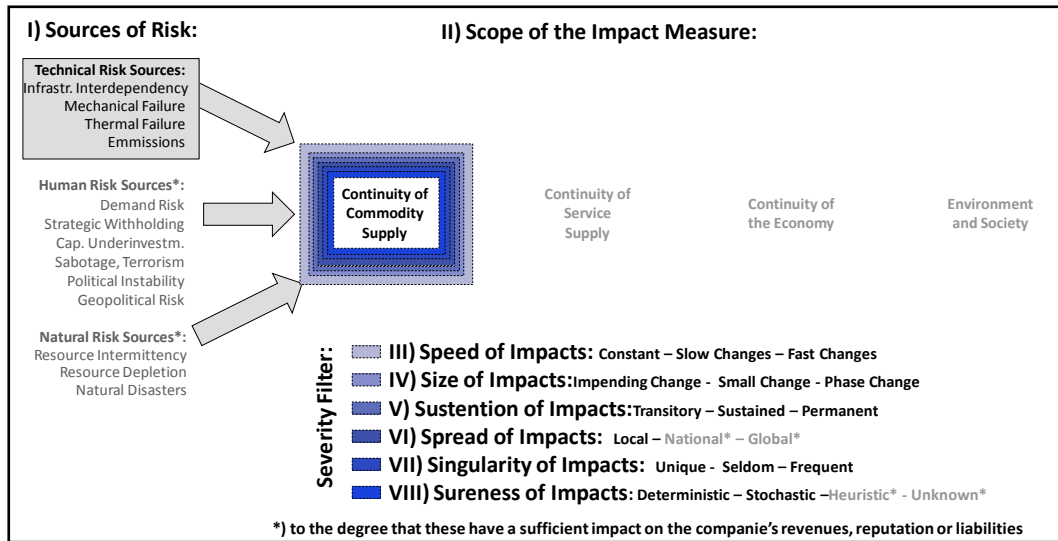 I) Sources of Risk:
II) Scope of the Impact Measure:
Technical Risk Sources:
Infrastr. Interdependency
Mechanical Failure
Thermal Failure
Emmissions
Human Risk Sources*:
Demand Risk
Strategic Withholding
Cap. Underinvestm.
Sabotage, Terrorism
Political Instability
Geopolitical Risk
Natural Risk Sources*:
Resource Intermittency
Resource Depletion
Natural Disasters
Continuity of
Commodity
Supply
Continuity of
Service
Supply
Continuity of
the Economy
Environment
and Society
Severity Filter:
III) Speed of Impacts: Constant – Slow Changes – Fast Changes
IV) Size of Impacts:Impending Change - Small Change - Phase Change
V) Sustention of Impacts:Transitory – Sustained – Permanent
VI) Spread of Impacts: Local – National* – Global*
VII) Singularity of Impacts: Unique - Seldom – Frequent
VIII) Sureness of Impacts: Deterministic – Stochastic –Heuristic* - Unknown*
*) to the degree that these have a sufficient impact on the companie’s revenues, reputation or liabilities